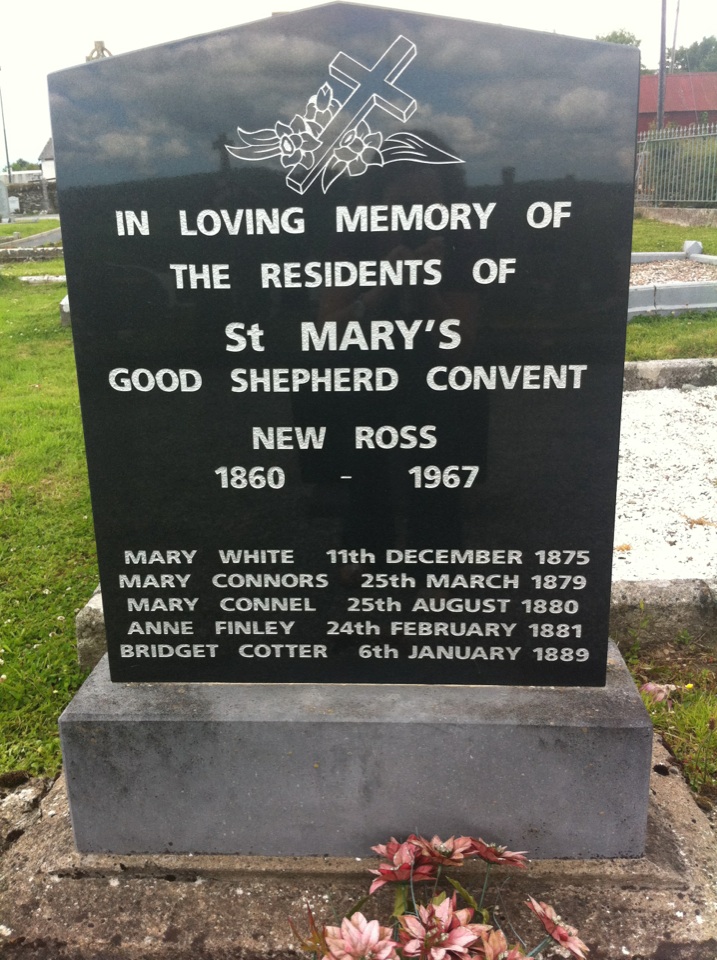 IN LOVING MEMORY OF
THE RESIDENTS OF
St MARY'S
GOOD SHEPHERD CONVENT
NEW ROSS
1860 - 1967
MARY WHITE 11th DECEMBER 1875
MARY CONNORS 25th MARCH 1879
MARY CONNEL 25th AUGUST 1880
ANNE FINLEY 24th FEBRUARY 1881
BRIDGET COTTER 6th JANUARY 1889